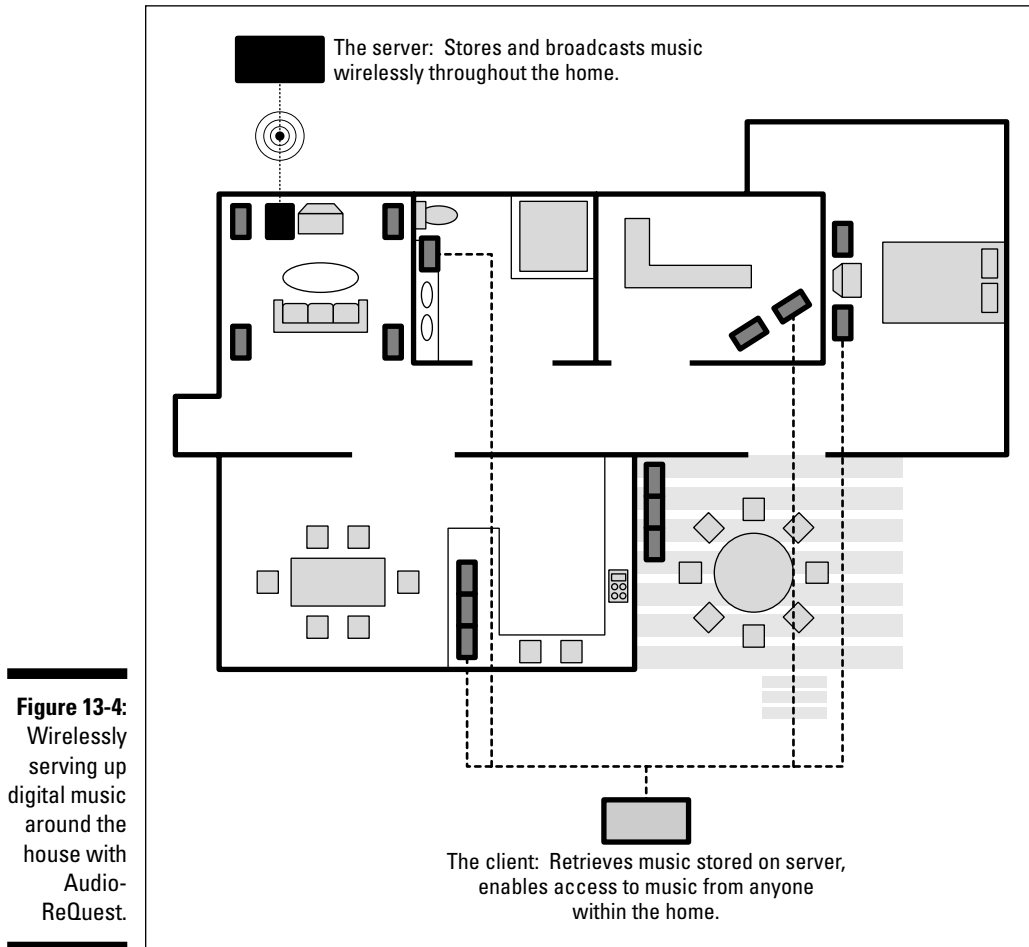 The server: Stores and broadcasts music
wirelessly throughout the home.
The client: Retrieves music stored on server,
enables access to music from anyone
within the home.
Figure 13-4:
Wirelessly
serving up
digital music
around the
house with
Audio-
ReQuest.